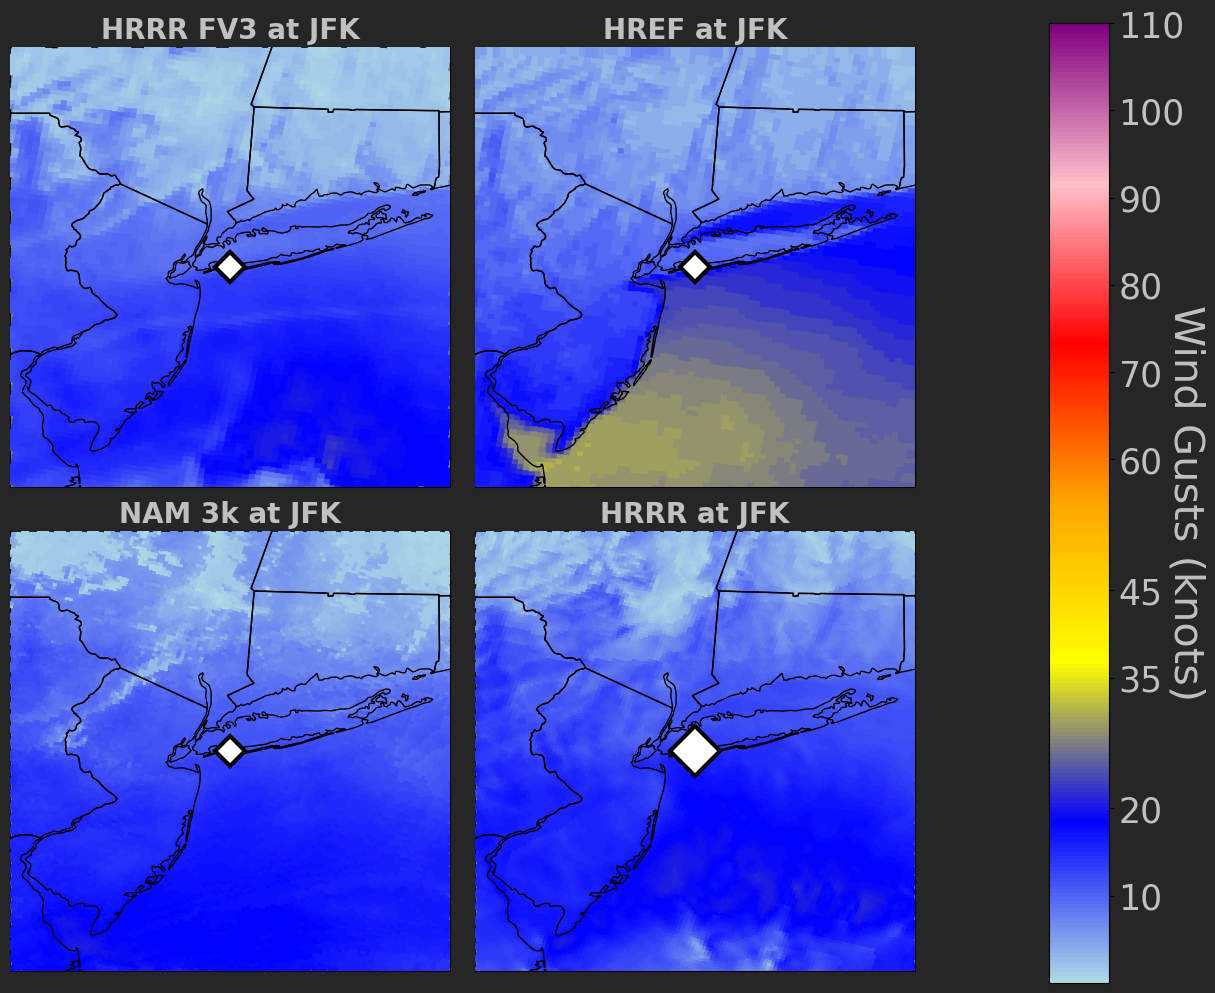 HRRR FV3 at JFK
HREF at JFK
NAM 3k at JFK
HRRR at JFK
110
100
90
80
70
60
45
35
20
10
Wind Gusts (knots)